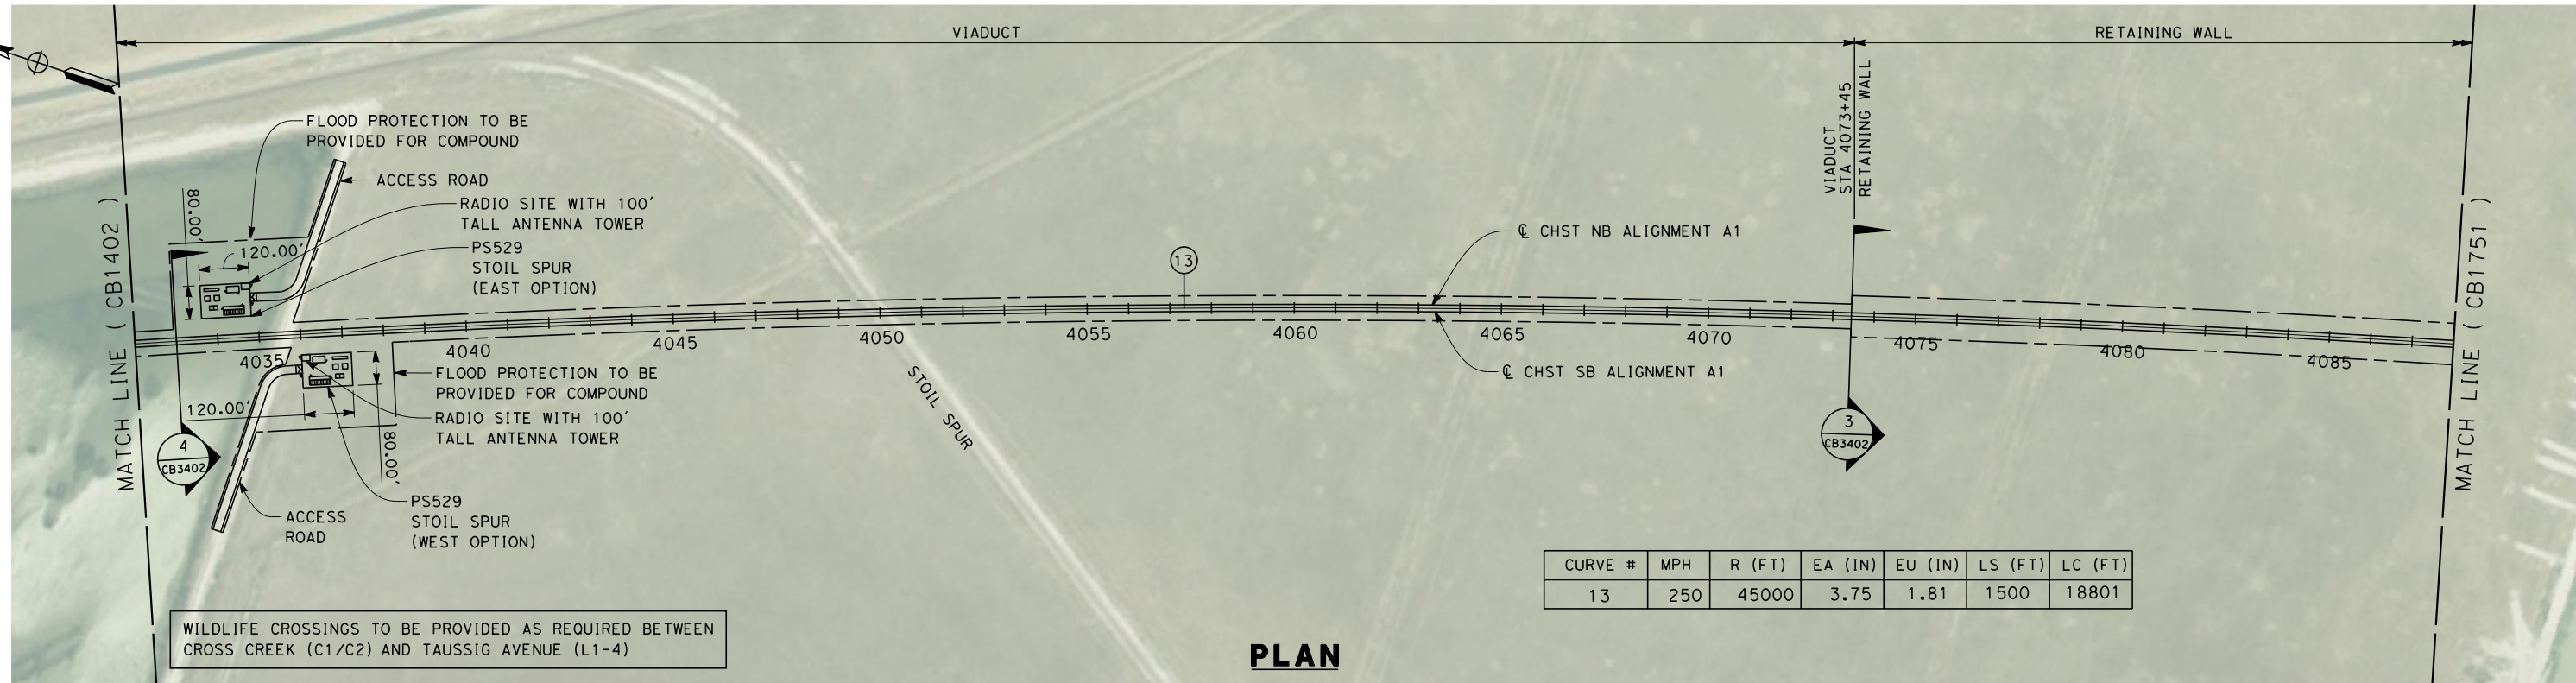 VIADUCT
RETAINING WALL
VIADUCT
STA 4073+45
RETAINING WALL
FLOOD PROTECTION TO BE
PROVIDED FOR COMPOUND
ACCESS ROAD
RADIO SITE WITH 100'
TALL ANTENNA TOWER
PS529
STOIL SPUR
(EAST OPTION)
80.00'
120.00'
MATCH LINE ( CB1402 )
℄ CHST NB ALIGNMENT A1
13
4035
4040
4045
4050
4055
4060
4065
4070
4075
4080
4085
℄ CHST SB ALIGNMENT A1
MATCH LINE ( CB1751 )
FLOOD PROTECTION TO BE
PROVIDED FOR COMPOUND
120.00'
RADIO SITE WITH 100'
TALL ANTENNA TOWER
80.00'
4
CB3402
3
CB3402
STOIL SPUR
PS529
STOIL SPUR
(WEST OPTION)
ACCESS
ROAD
CURVE # MPH R (FT) EA (IN) EU (IN) LS (FT) LC (FT)
13 250 45000 3.75 1.81 1500 18801
WILDLIFE CROSSINGS TO BE PROVIDED AS REQUIRED BETWEEN
CROSS CREEK (C1/C2) AND TAUSSIG AVENUE (L1-4)
PLAN